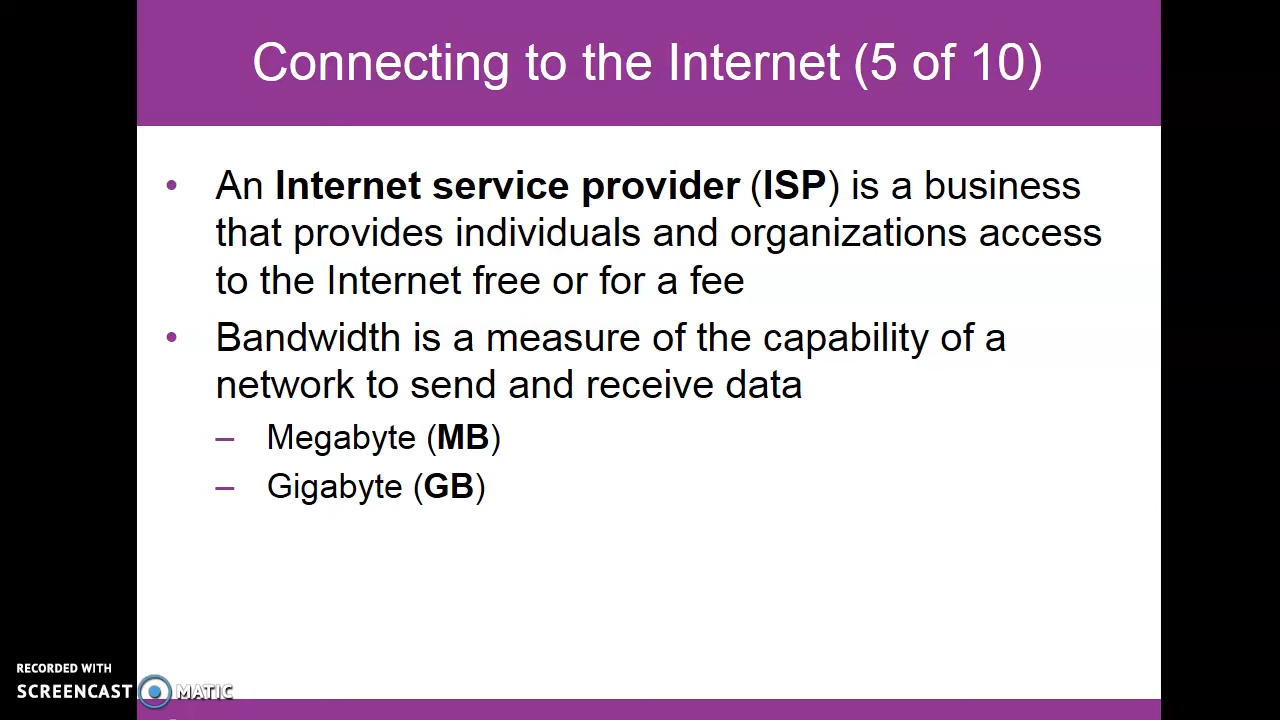 Connecting to the Internet (5 of 10)
• An Internet service provider (ISP) is a business
that provides individuals and organizations access
to the Internet free or for a fee
• Bandwidth is a measure of the capability of a
network to send and receive data
– Megabyte (MB)
– Gigabyte (GB)
RECORDED WITH
SCREENCAST MATIC